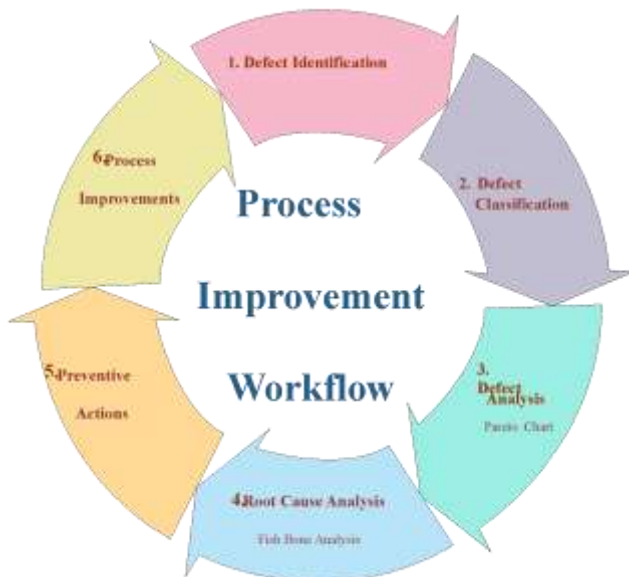 1. Defect Identification
2. Defect
Classification
3.
Defect
Analysis
Pareto Chart
4.Root Cause Analysis
Fish Bone Analysis
5.Preventive
Actions
6.Process
Improvements
Process
Improvement
Workflow